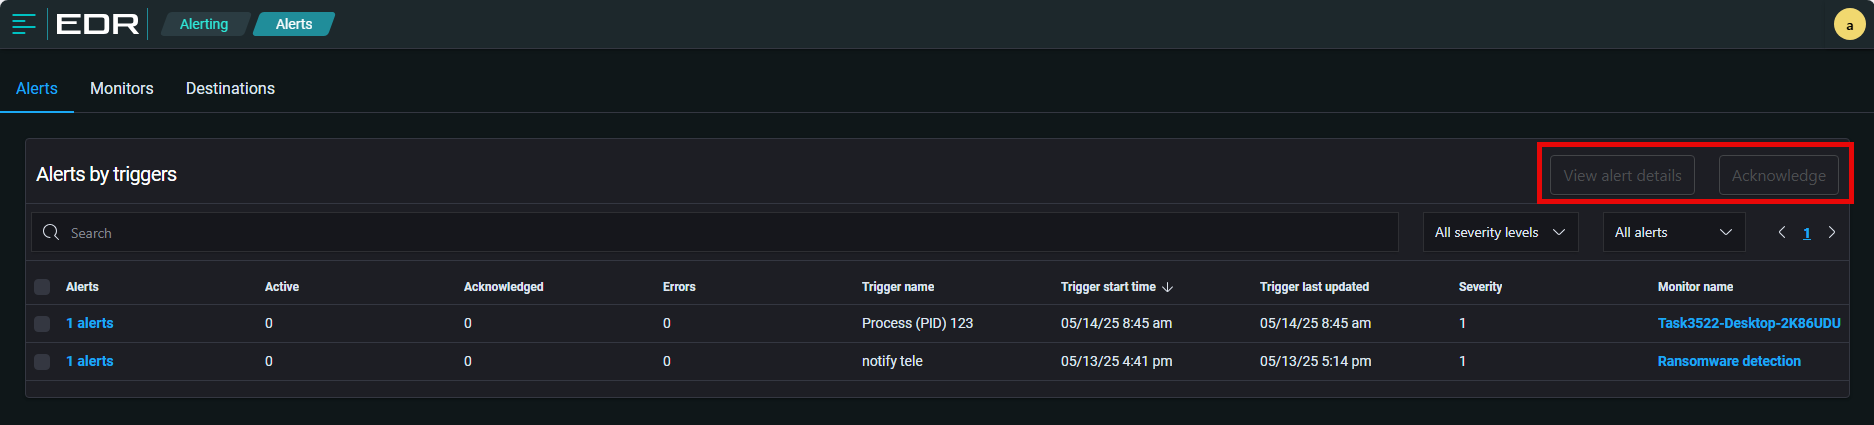 EDR Alerting Alerts a
Alerts Monitors Destinations
Alerts by triggers View alert details Acknowledge
Search All severity levels All alerts 1
Alerts Active Acknowledged Errors Trigger name Trigger start time Trigger last updated Severity Monitor name
1 alerts 0 0 0 Process (PID) 123 05/14/25 8:45 am 05/14/25 8:45 am 1 Task3522-Desktop-2K86UDU
1 alerts 0 0 0 notify tele 05/13/25 4:41 pm 05/13/25 5:14 pm 1 Ransomware detection